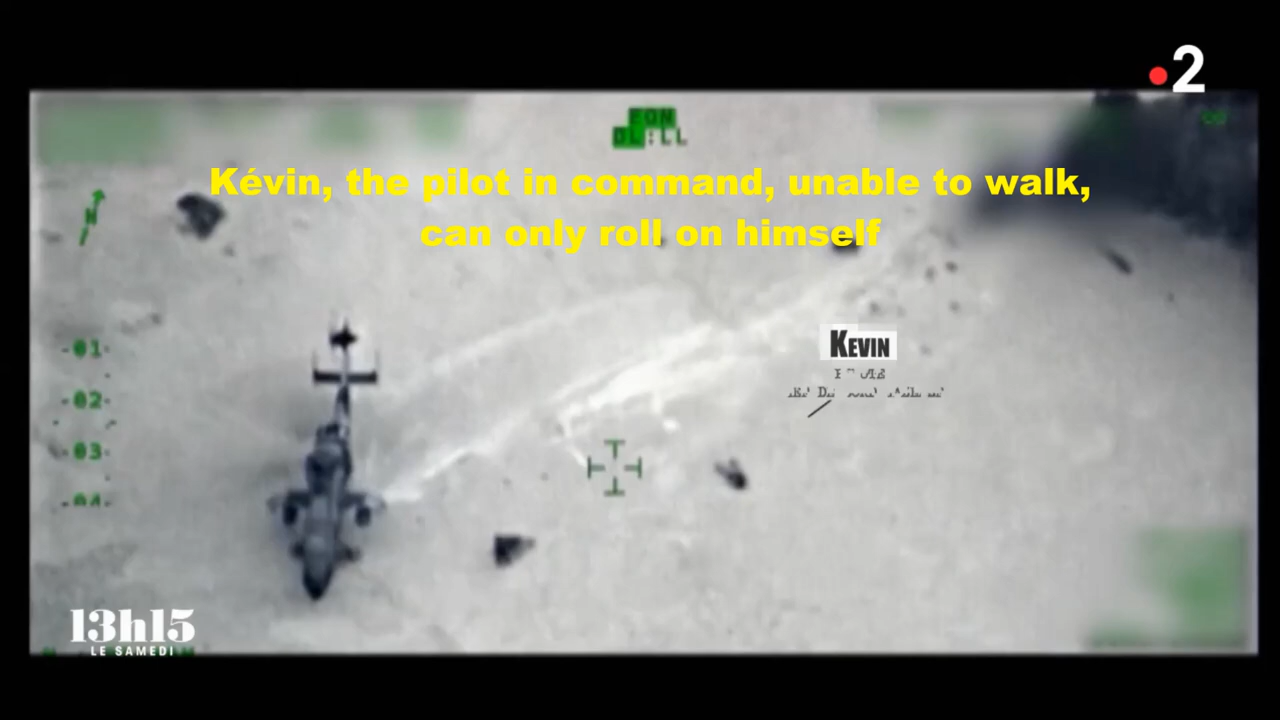 2
Kévin, the pilot in command, unable to walk,
can only roll on himself
N
-01-
-02-
-03-
-04-
KEVIN
13h15
LE SAMEDI